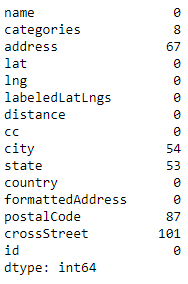 name 0
categories 8
address 67
lat 0
lng 0
labeledLatLngs 0
distance 0
cc 0
city 54
state 53
country 0
formattedAddress 0
postalCode 87
crossStreet 101
id 0
dtype: int64